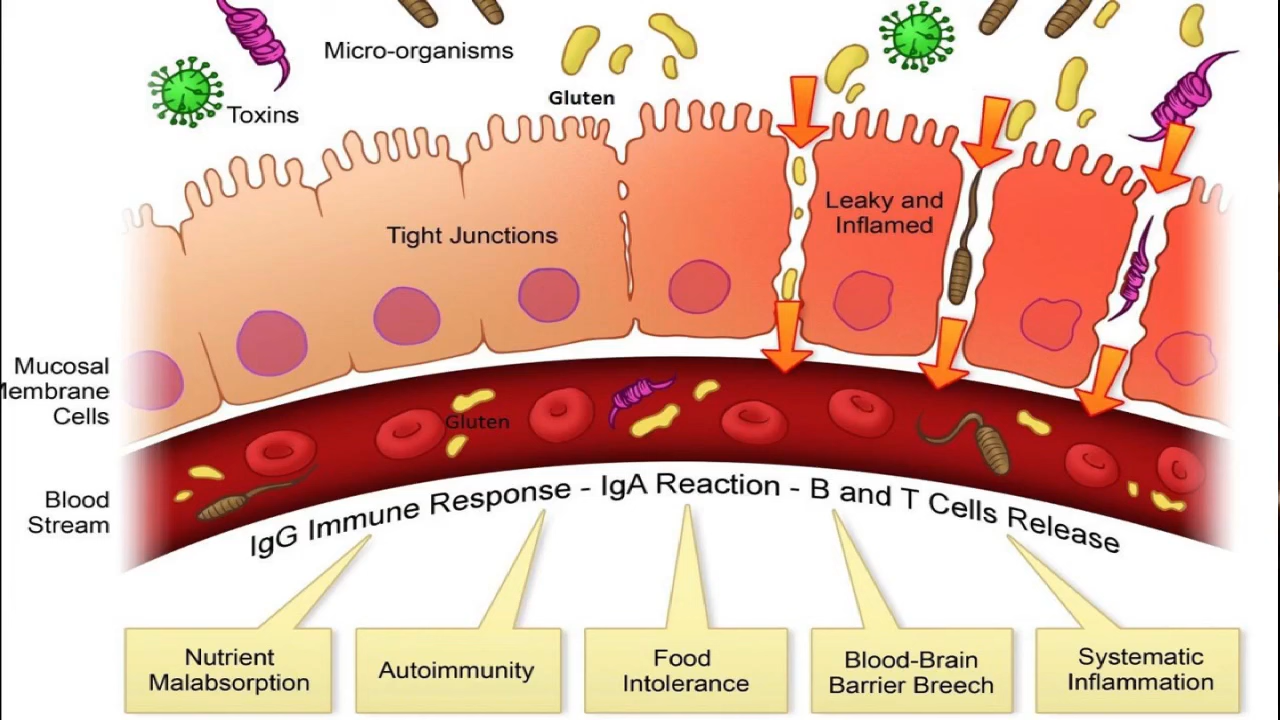 Micro-organisms
Gluten
Toxins
Leaky and
Inflamed
Tight Junctions
Mucosal
Membrane
Cells
Gluten
Blood
Stream
IgG Immune Response - IgA Reaction - B and T Cells Release
Nutrient
Malabsorption
Autoimmunity
Food
Intolerance
Blood-Brain
Barrier Breech
Systematic
Inflammation